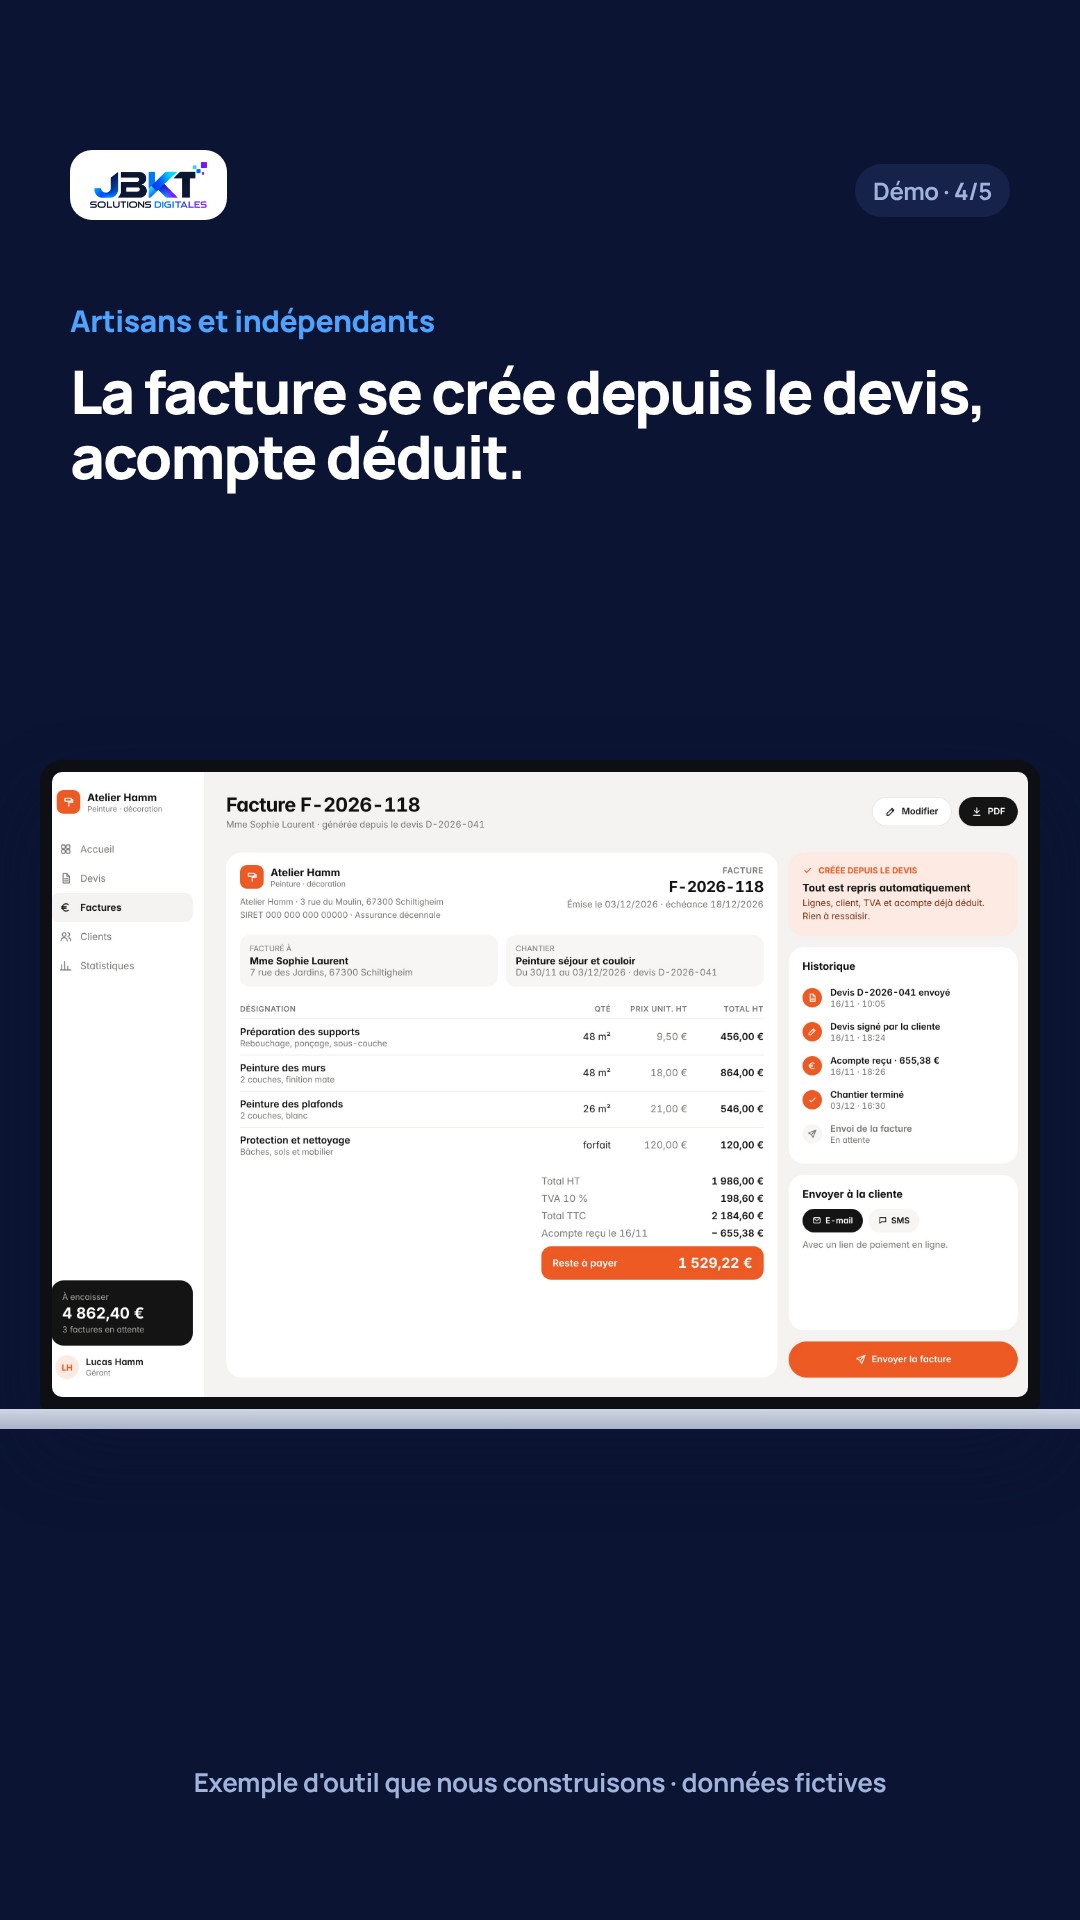 JBKT
SOLUTIONS DIGITALES
Démo · 4/5
Artisans et indépendants
La facture se crée depuis le devis,
acompte déduit.
Atelier Hamm
Peinture · décoration
Accueil
Devis
Factures
Clients
Statistiques
À encaisser
4 862,40 €
3 factures en attente
LH
Lucas Hamm
Gérant
Facture F-2026-118
Mme Sophie Laurent · générée depuis le devis D-2026-041
Modifier
PDF
Atelier Hamm
Peinture · décoration
Atelier Hamm · 3 rue du Moulin, 67300 Schiltigheim
SIRET 000 000 000 00000 · Assurance décennale
FACTURE
F-2026-118
Émise le 03/12/2026 · échéance 18/12/2026
FACTURÉ À
Mme Sophie Laurent
7 rue des Jardins, 67300 Schiltigheim
CHANTIER
Peinture séjour et couloir
Du 30/11 au 03/12/2026 · devis D-2026-041
DÉSIGNATION QTÉ PRIX UNIT. HT TOTAL HT
Préparation des supports 48 m² 9,50 € 456,00 €
Rebouchage, ponçage, sous-couche
Peinture des murs 48 m² 18,00 € 864,00 €
2 couches, finition mate
Peinture des plafonds 26 m² 21,00 € 546,00 €
2 couches, blanc
Protection et nettoyage forfait 120,00 € 120,00 €
Bâches, sols et mobilier
Total HT 1 986,00 €
TVA 10 % 198,60 €
Total TTC 2 184,60 €
Acompte reçu le 16/11 − 655,38 €
Reste à payer 1 529,22 €
CRÉÉE DEPUIS LE DEVIS
Tout est repris automatiquement
Lignes, client, TVA et acompte déjà déduit.
Rien à ressaisir.
Historique
Devis D-2026-041 envoyé
16/11 · 10:05
Devis signé par la cliente
16/11 · 18:24
Acompte reçu · 655,38 €
16/11 · 18:26
Chantier terminé
03/12 · 16:30
Envoi de la facture
En attente
Envoyer à la cliente
E-mail
SMS
Avec un lien de paiement en ligne.
Envoyer la facture
Exemple d'outil que nous construisons · données fictives